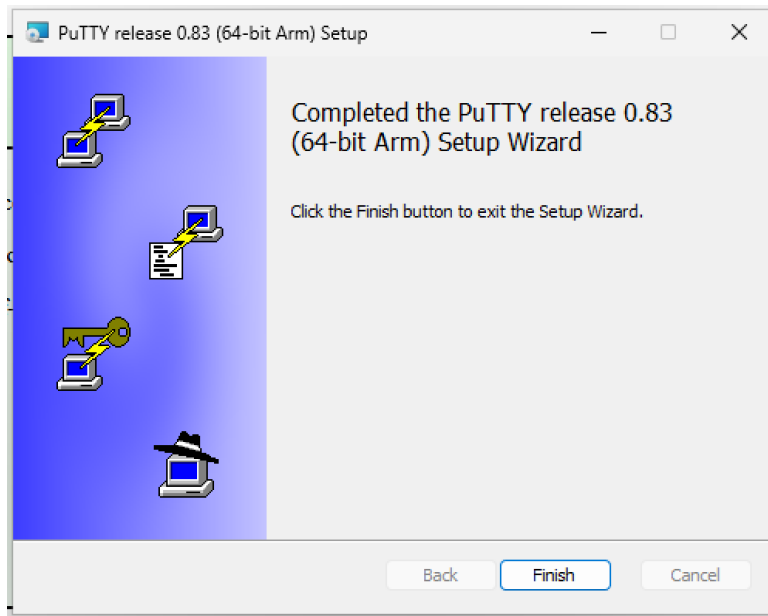 PuTTY release 0.83 (64-bit Arm) Setup
Completed the PuTTY release 0.83
(64-bit Arm) Setup Wizard
Click the Finish button to exit the Setup Wizard.
Back
Finish
Cancel